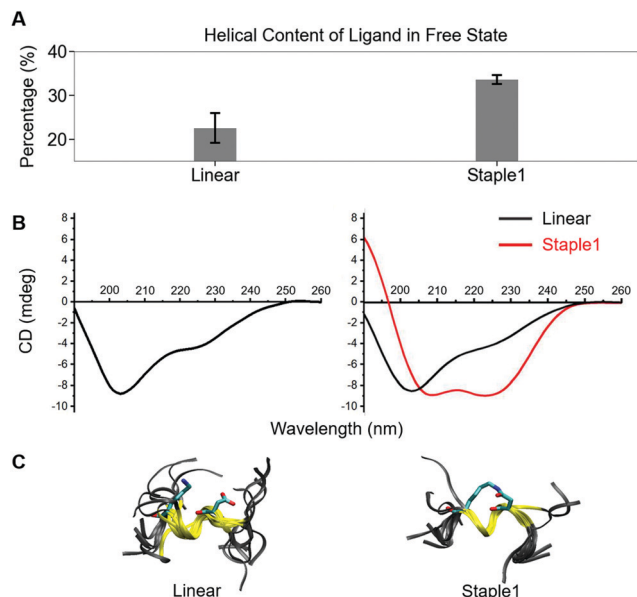 A
Helical Content of Ligand in Free State
Percentage (%)
40
30
20
Linear
Staple1
B
CD (mdeg)
8
6
4
2
0
-2
-4
-6
-8
-10
200 210 220 230 240 250 260
8
6
4
2
0
-2
-4
-6
-8
-10
200 210 220 230 240 250 260
Linear
Staple1
Wavelength (nm)
C
Linear
Staple1